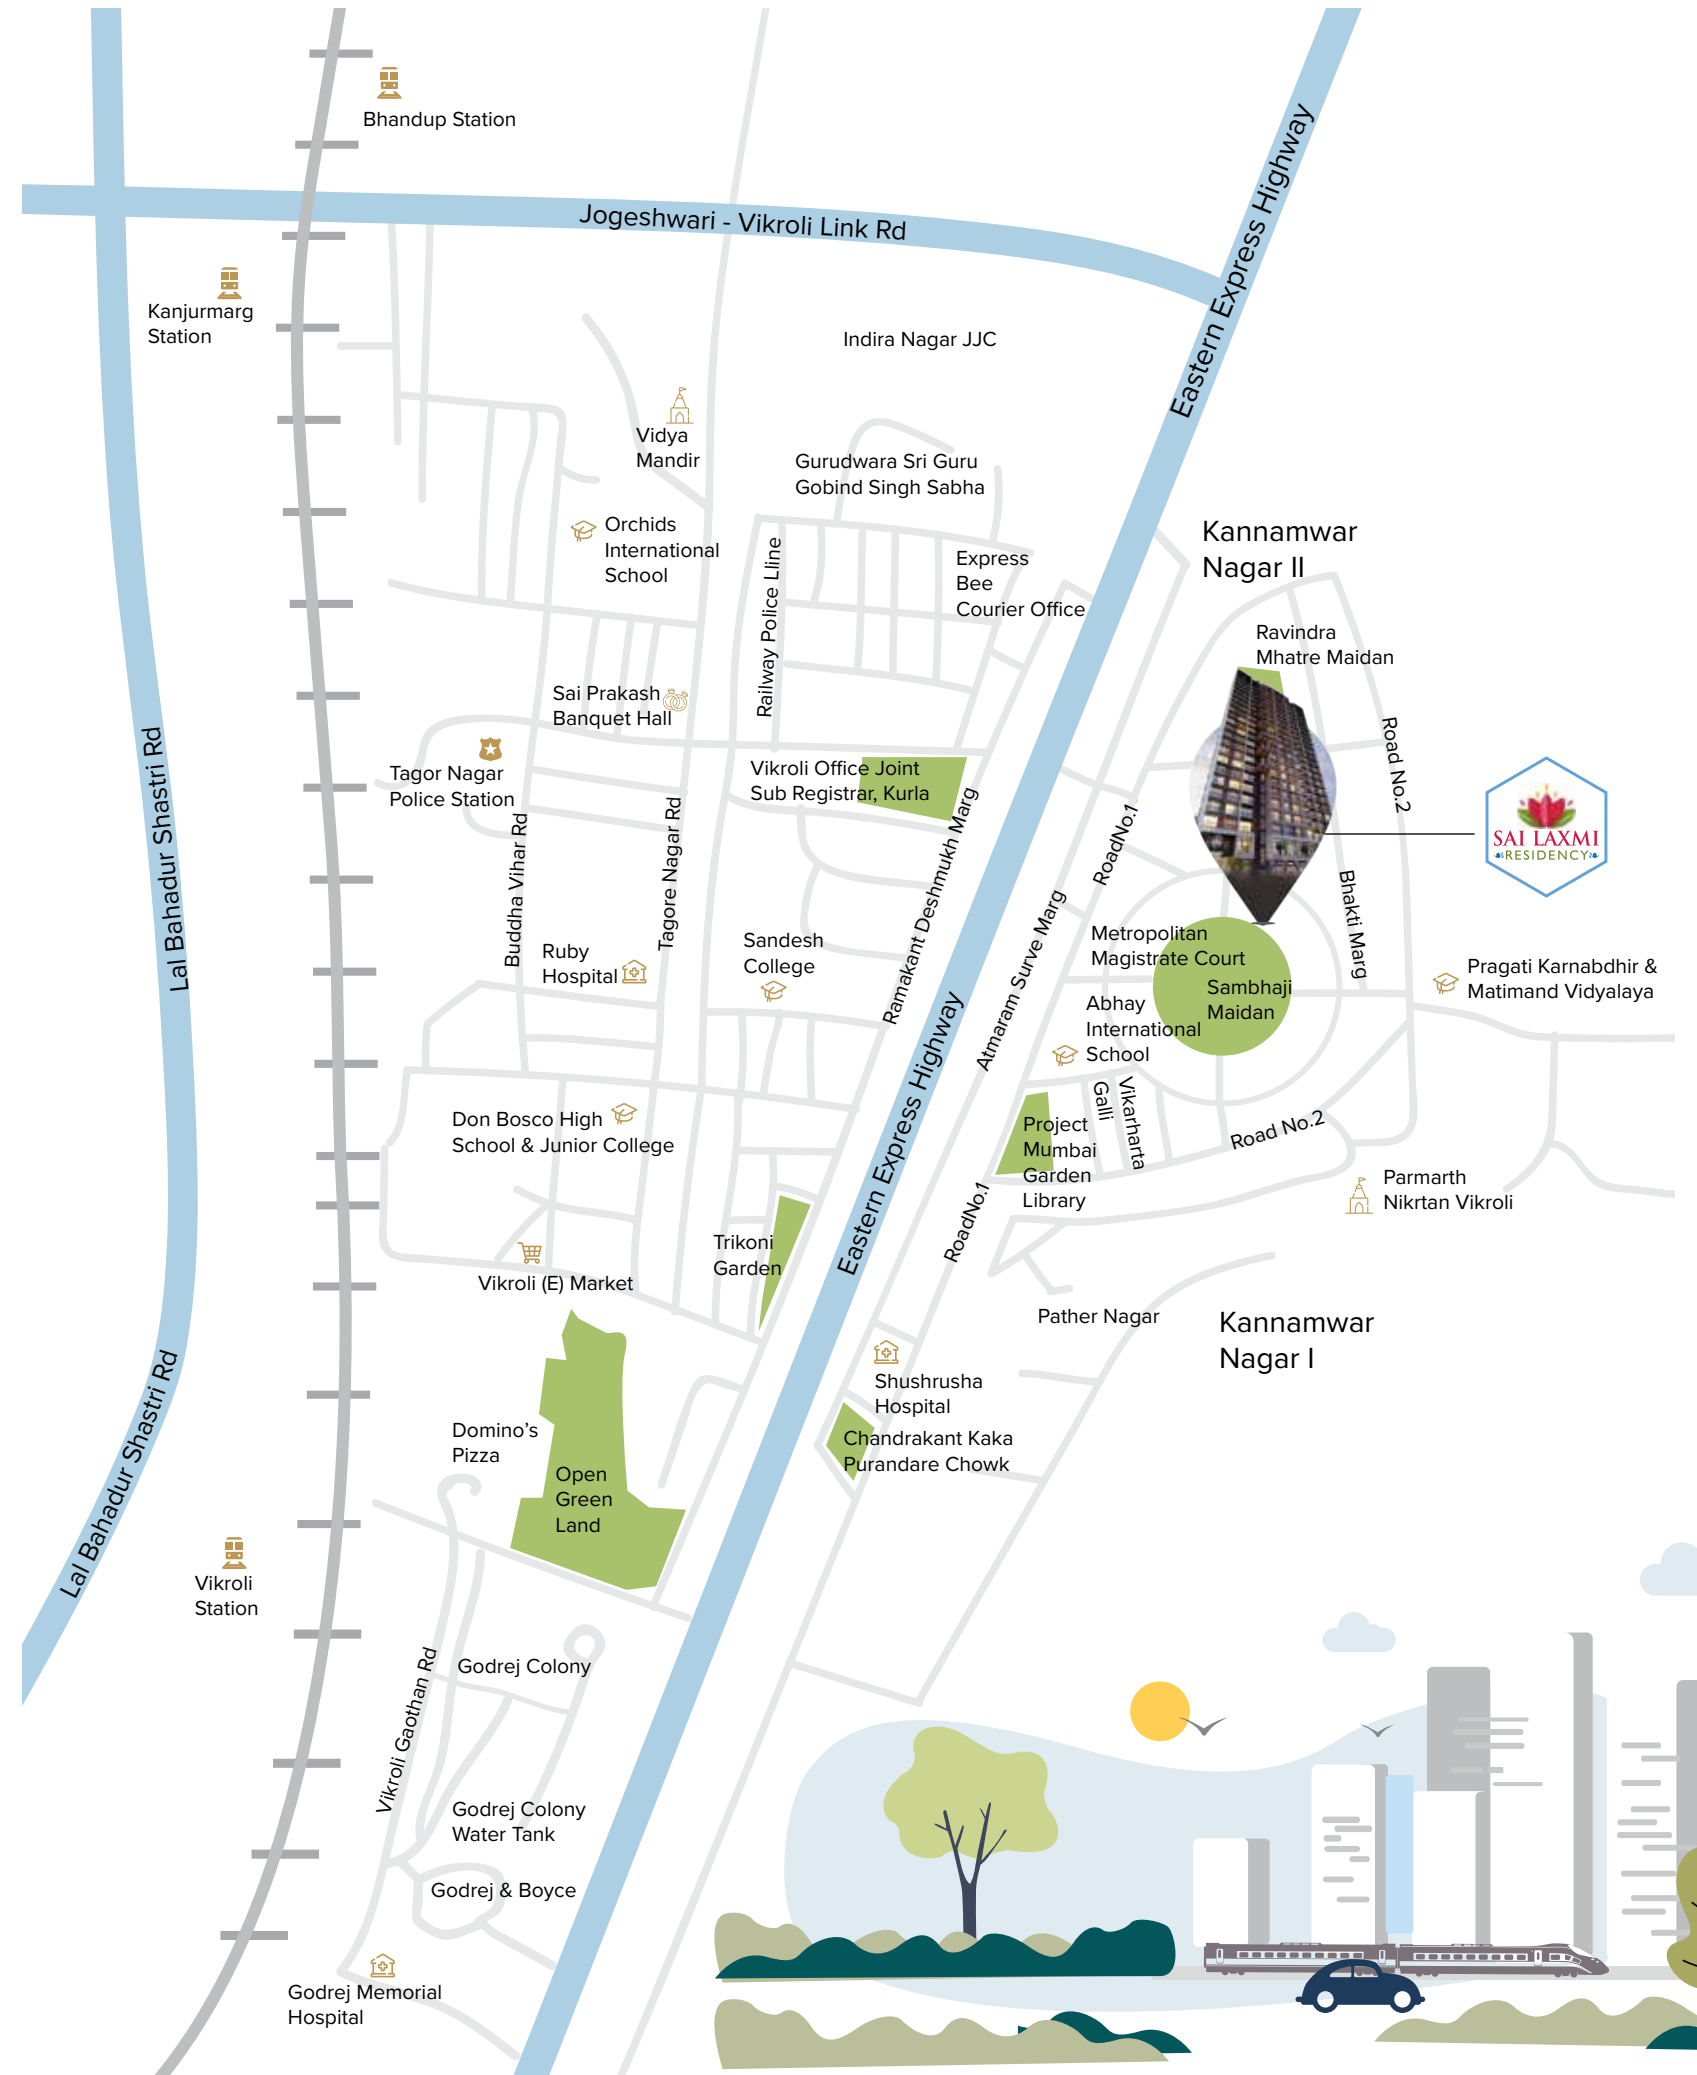 Bhandup Station
Jogeshwari - Vikroli Link Rd
Eastern Express Highway
Kanjurmarg
Station
Indira Nagar JJC
Vidya
Mandir
Gurudwara Sri Guru
Gobind Singh Sabha
Orchids
International
School
Kannamwar
Nagar II
Express
Bee
Courier Office
Railway Police Lline
Ravindra
Mhatre Maidan
Sai Prakash
Banquet Hall
Road No.2
Lal Bahadur Shastri Rd
Tagor Nagar
Police Station
Vikroli Office Joint
Sub Registrar, Kurla
SAI LAXMI
RESIDENCY
Buddha Vihar Rd
Tagore Nagar Rd
Ramakant Deshmukh Marg
RoadNo.1
Atmaram Surve Marg
Bhakti Marg
Ruby
Hospital
Sandesh
College
Metropolitan
Magistrate Court
Sambhaji
Maidan
Pragati Karnabdhir &
Matimand Vidyalaya
Abhay
International
School
Eastern Express Highway
Galli
Vikarharta
Don Bosco High
School & Junior College
Project
Mumbai
Garden
Library
Road No.2
Parmarth
Nikrtan Vikroli
RoadNo.1
Trikoni
Garden
Vikroli (E) Market
Pather Nagar
Kannamwar
Nagar I
Lal Bahadur Shastri Rd
Shushrusha
Hospital
Domino’s
Pizza
Chandrakant Kaka
Purandare Chowk
Open
Green
Land
Vikroli
Station
Godrej Colony
Vikroli Gaothan Rd
Godrej Colony
Water Tank
Godrej & Boyce
Godrej Memorial
Hospital